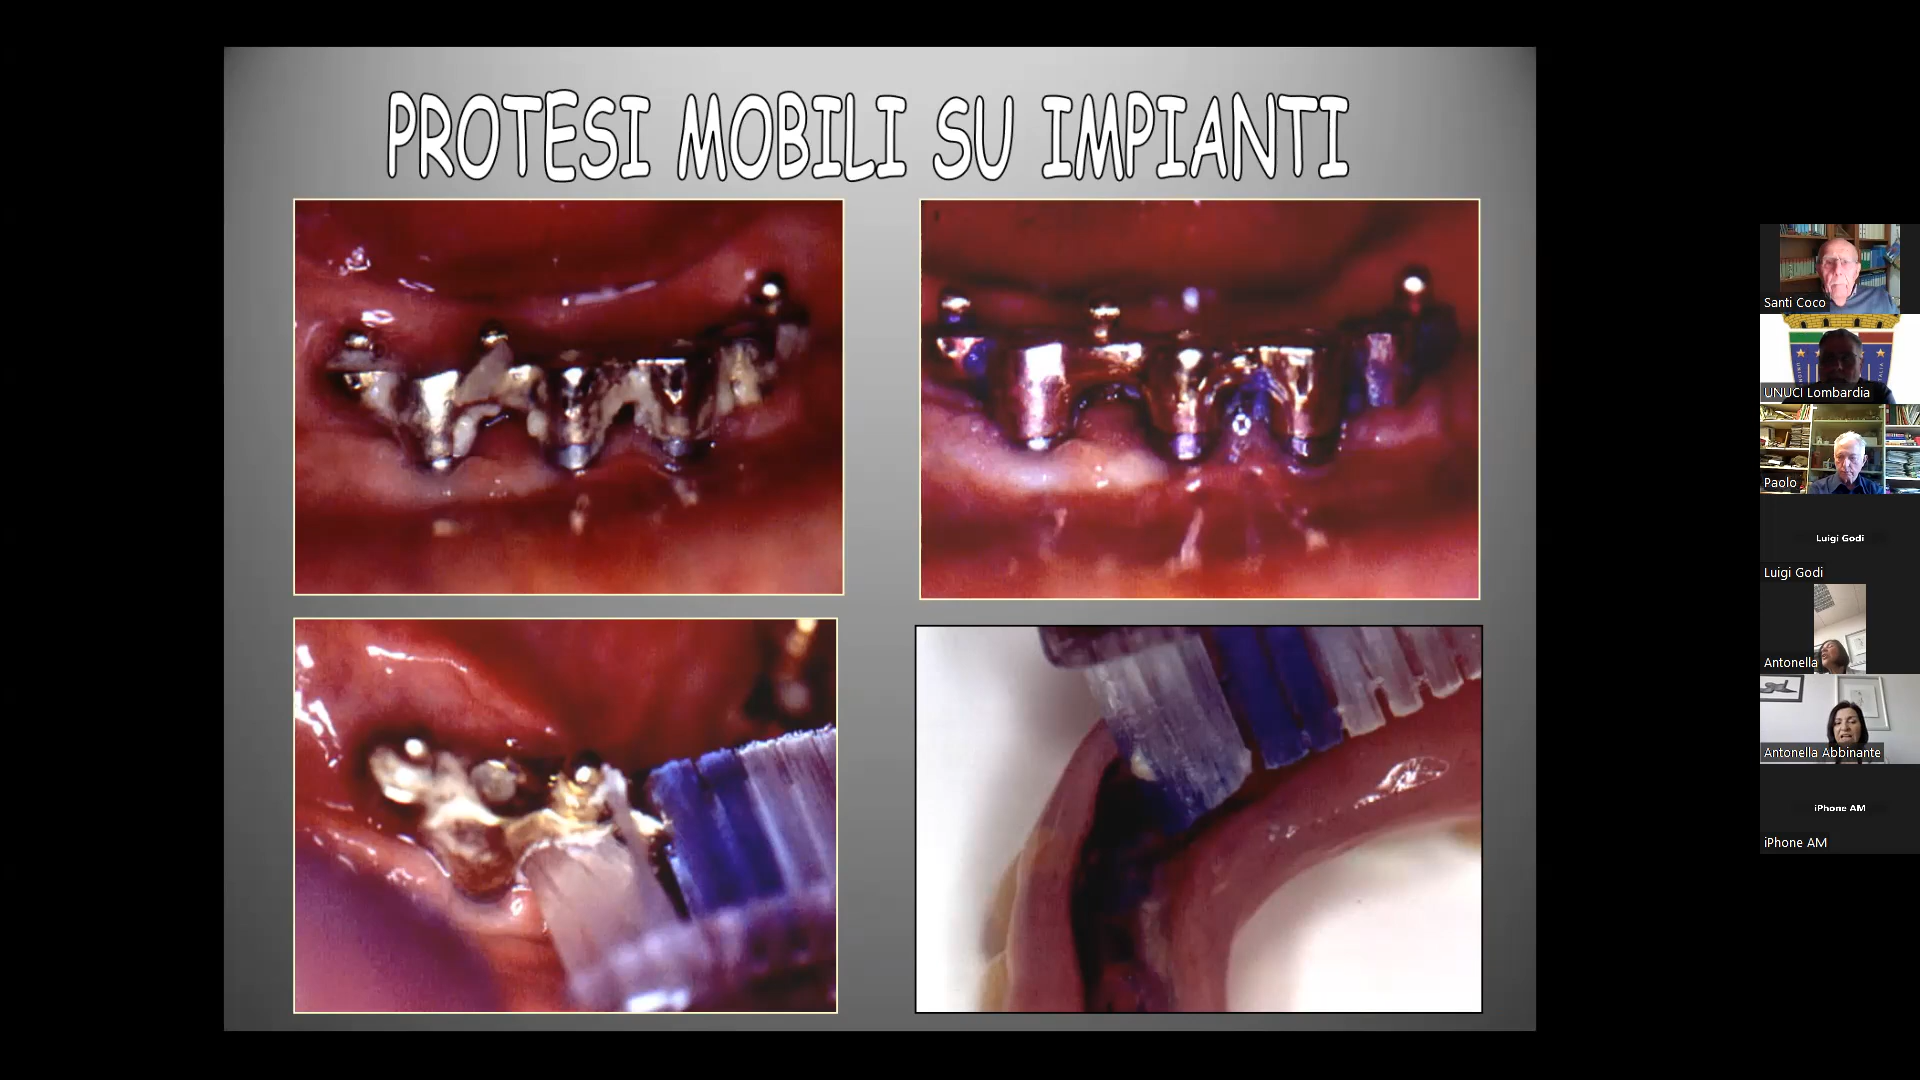 PROTESI MOBILI SU IMPIANTI
Santi Coco
UNUCI Lombardia
Paolo
Luigi Godi
Luigi Godi
Antonella
Antonella Abbinante
iPhone AM
iPhone AM